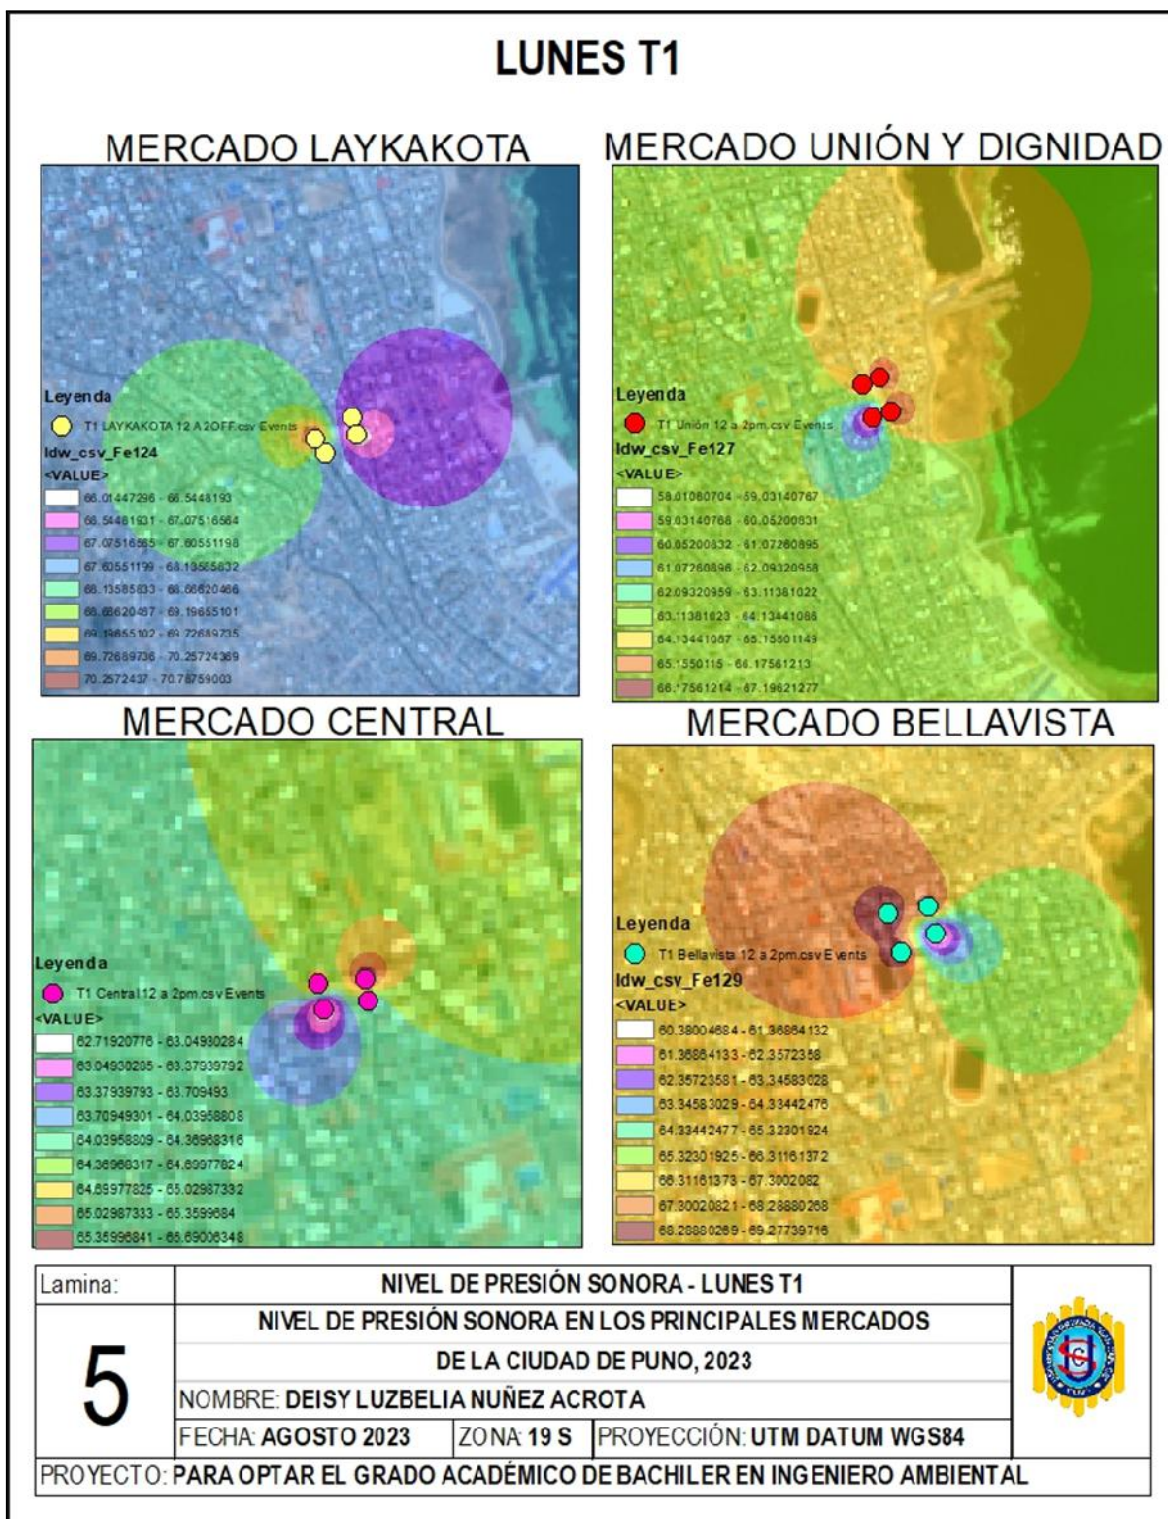 LUNES T1
MERCADO LAYKAKOTA
Leyenda
T1 LAYKAKOTA 12 A 2OFF.csv Events
Idw_csv_Fe124
<VALUE>
66.01447296 - 66.5448193
66.54481931 - 67.07516564
67.07516565 - 67.60551198
67.60551199 - 68.13585832
68.13585833 - 68.66620466
68.66620467 - 69.19655101
69.19655102 - 69.72689735
69.72689736 - 70.25724369
70.2572437 - 70.78759003
MERCADO UNIÓN Y DIGNIDAD
Leyenda
T1 Unión 12 a 2pm.csv Events
Idw_csv_Fe127
<VALUE>
58.01080704 - 59.03140767
59.03140768 - 60.05200831
60.05200832 - 61.07260895
61.07260896 - 62.09320958
62.09320959 - 63.11381022
63.11381023 - 64.13441086
64.13441087 - 65.15501149
65.1550115 - 66.17561213
66.17561214 - 67.19621277
MERCADO CENTRAL
Leyenda
T1 Central 12 a 2pm.csv Events
<VALUE>
62.71920776 - 63.04930284
63.04930285 - 63.37939792
63.37939793 - 63.709493
63.70949301 - 64.03958808
64.03958809 - 64.36968316
64.36968317 - 64.69977824
64.69977825 - 65.02987332
65.02987333 - 65.3599684
65.35996841 - 65.69006348
MERCADO BELLAVISTA
Leyenda
T1 Bellavista 12 a 2pm.csv Events
Idw_csv_Fe129
<VALUE>
60.38004684 - 61.36864132
61.36864133 - 62.3572358
62.35723581 - 63.34583028
63.34583029 - 64.33442476
64.33442477 - 65.32301924
65.32301925 - 66.31161372
66.31161373 - 67.3002082
67.30020821 - 68.28880268
68.28880269 - 69.27739716
Lamina:
5
NIVEL DE PRESIÓN SONORA - LUNES T1
NIVEL DE PRESIÓN SONORA EN LOS PRINCIPALES MERCADOS
DE LA CIUDAD DE PUNO, 2023
NOMBRE: DEISY LUZBELIA NUÑEZ ACROTA
FECHA: AGOSTO 2023 ZONA: 19 S PROYECCIÓN: UTM DATUM WGS84
PROYECTO: PARA OPTAR EL GRADO ACADÉMICO DE BACHILER EN INGENIERO AMBIENTAL